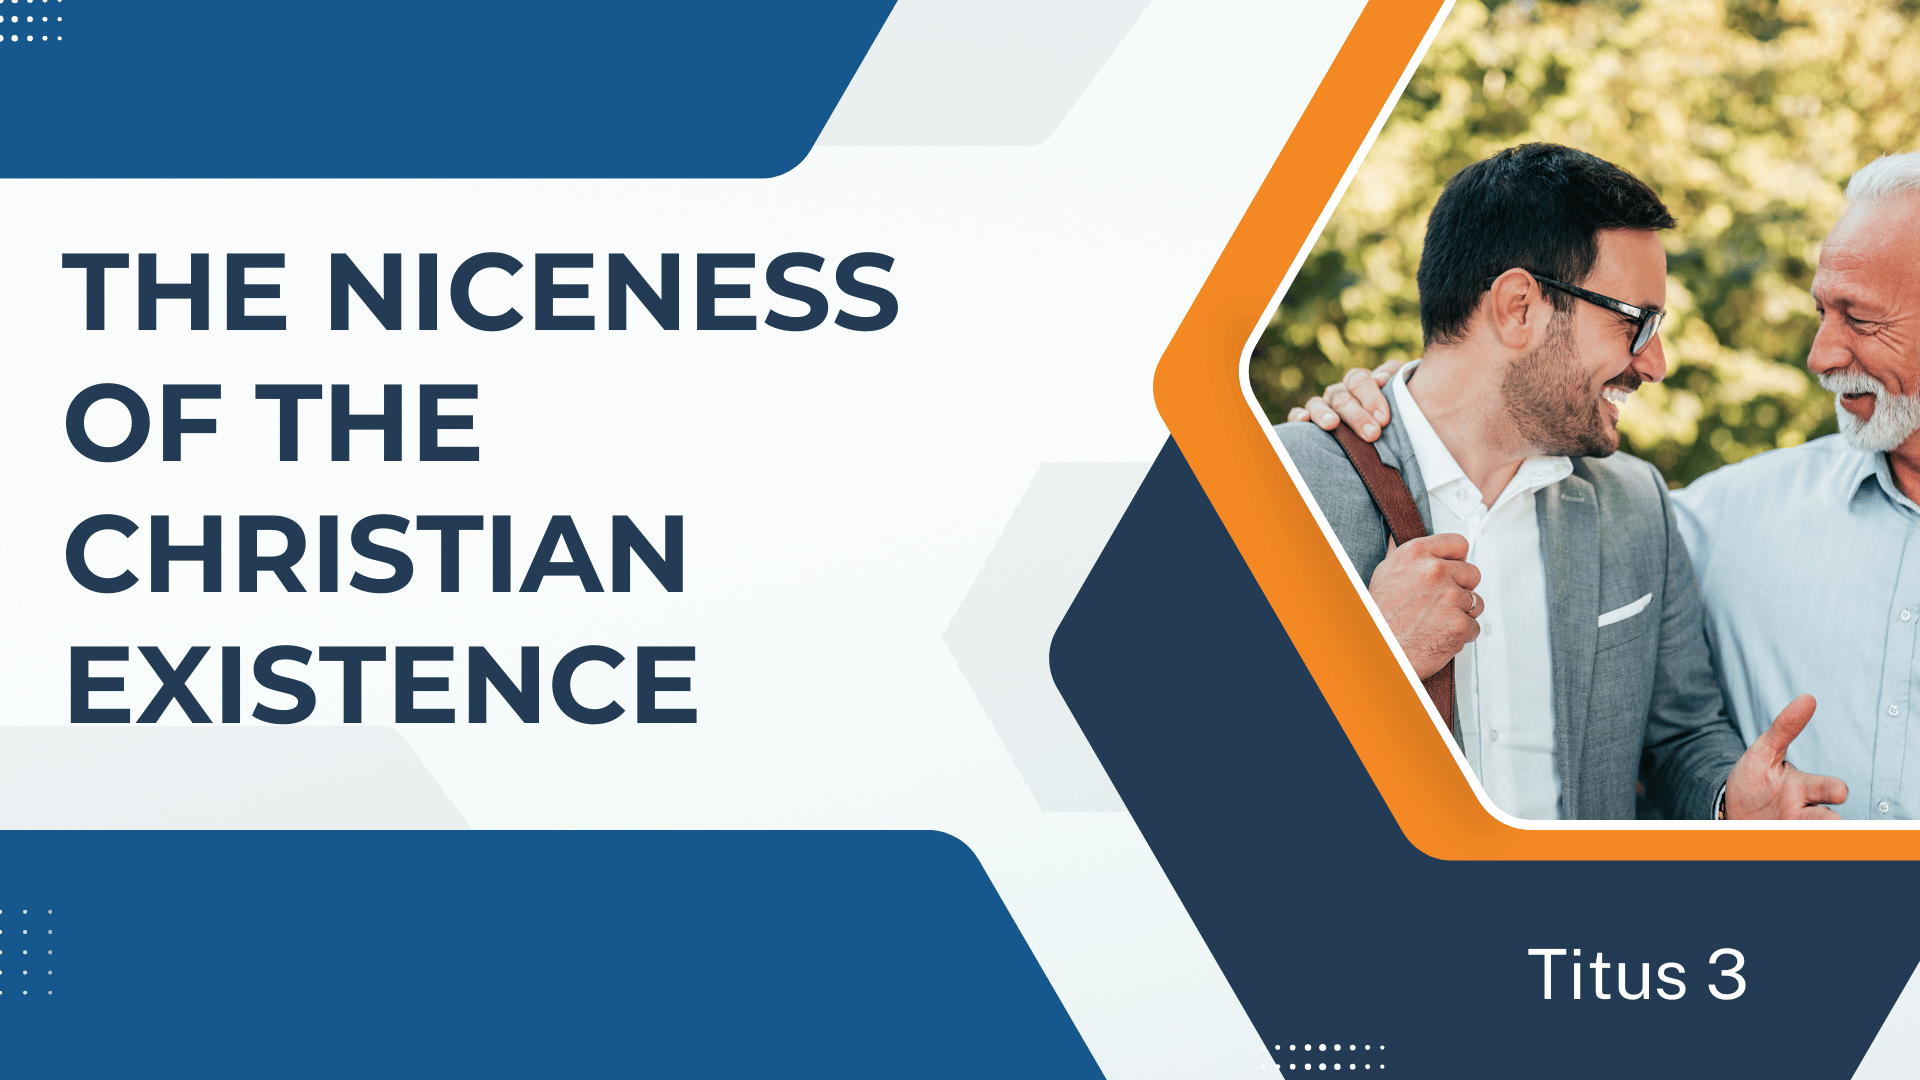 THE NICENESS
OF THE
CHRISTIAN
EXISTENCE
Titus 3